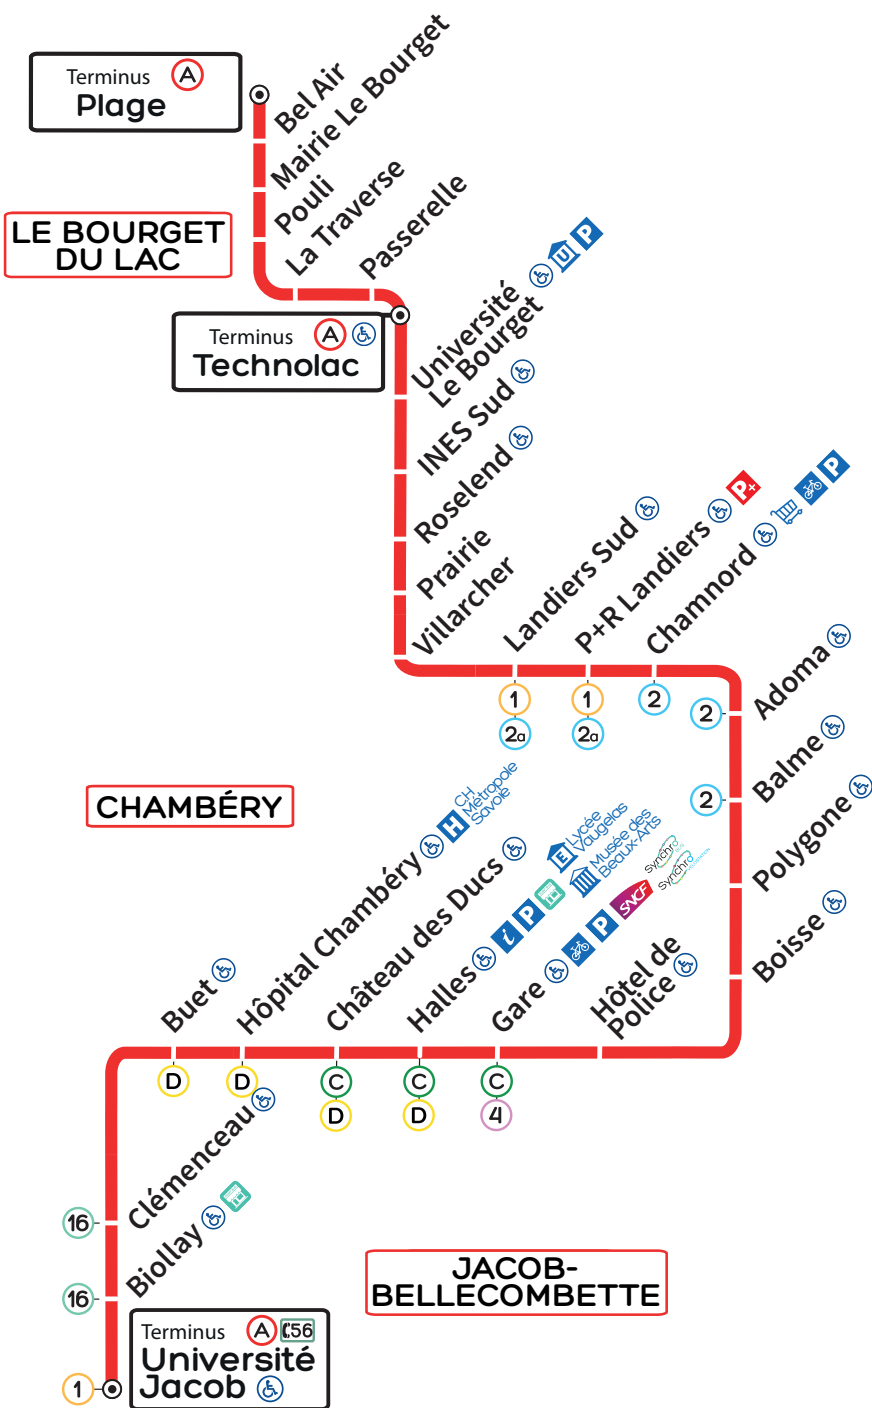 Terminus A
Plage
Bel Air
Mairie Le Bourget
Pouli
La Traverse
Passerelle
LE BOURGET
DU LAC
Terminus A
Technolac
Université
Le Bourget
U P
INES Sud
Roselend
Prairie
Villarcher
Landiers Sud
P+R Landiers
P+
Chamnord
P
1
2a
1
2a
2
Adoma
2
Balme
2
Polygone
Boisse
CHAMBÉRY
Buet
Hôpital Chambéry
H
CH
Métropole
Savoie
Château des Ducs
Halles
i P
E
Lycée
Vaugelas
Musée des
Beaux-Arts
Gare
P
SNCF
Synchro
Synchro
Hôtel de
Police
D
D
C
D
C
D
C
4
Clémenceau
16
Biollay
16
JACOB-
BELLECOMBETTE
Terminus A 56
Université
Jacob
1